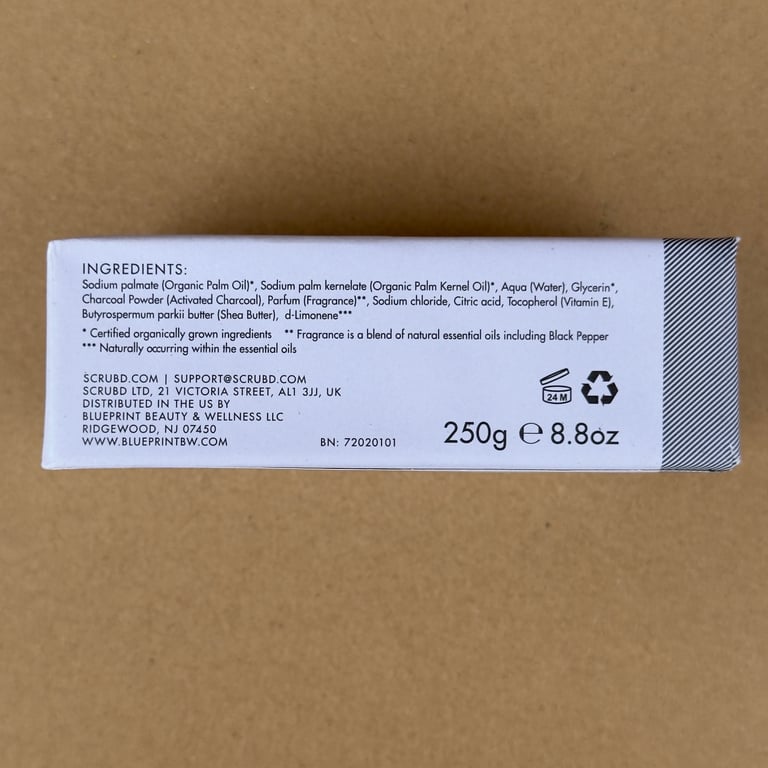 INGREDIENTS:
Sodium palmate (Organic Palm Oil)*, Sodium palm kernelate (Organic Palm Kernel Oil)*, Aqua (Water), Glycerin*,
Charcoal Powder (Activated Charcoal), Parfum (Fragrance)**, Sodium chloride, Citric acid, Tocopherol (Vitamin E),
Butyrospermum parkii butter (Shea Butter), d-Limonene***
* Certified organically grown ingredients ** Fragrance is a blend of natural essential oils including Black Pepper
*** Naturally occurring within the essential oils
SCRUBD.COM | SUPPORT@SCRUBD.COM
SCRUBD LTD, 21 VICTORIA STREET, AL1 3JJ, UK
DISTRIBUTED IN THE US BY
BLUEPRINT BEAUTY & WELLNESS LLC
RIDGEWOOD, NJ 07450
WWW.BLUEPRINTBW.COM
BN: 72020101
24 M
250g ℮ 8.8oz